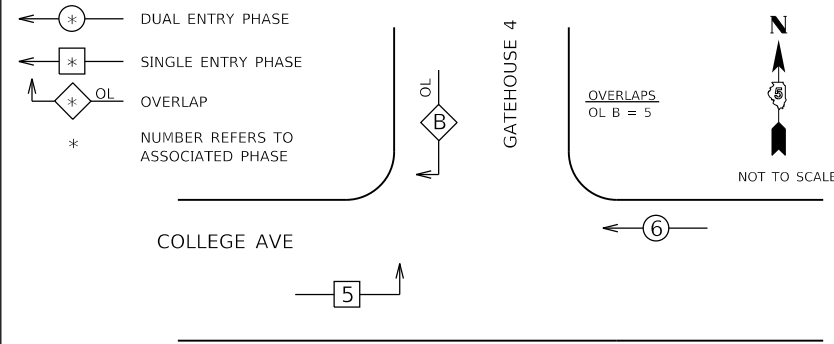 * DUAL ENTRY PHASE
* SINGLE ENTRY PHASE
* OL OVERLAP
* NUMBER REFERS TO
ASSOCIATED PHASE
OL
B
GATEHOUSE 4
OVERLAPS
OL B = 5
N
5
NOT TO SCALE
COLLEGE AVE
6
5